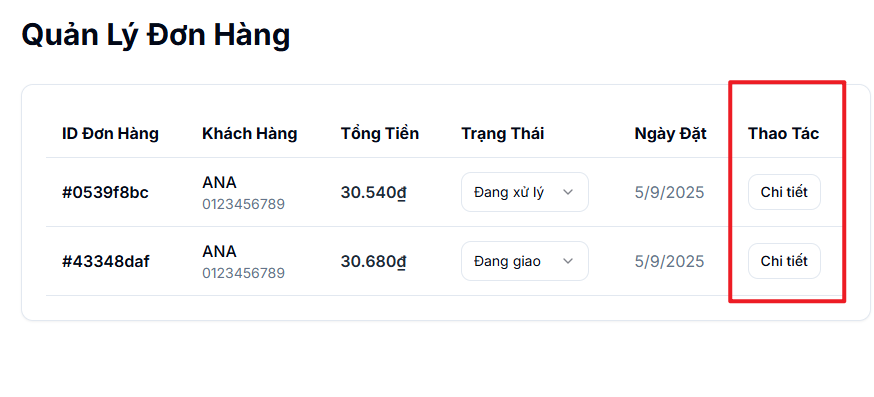 Quản Lý Đơn Hàng
ID Đơn Hàng Khách Hàng Tổng Tiền Trạng Thái Ngày Đặt Thao Tác
#0539f8bc ANA 30.540₫ Đang xử lý 5/9/2025 Chi tiết
0123456789
#43348daf ANA 30.680₫ Đang giao 5/9/2025 Chi tiết
0123456789